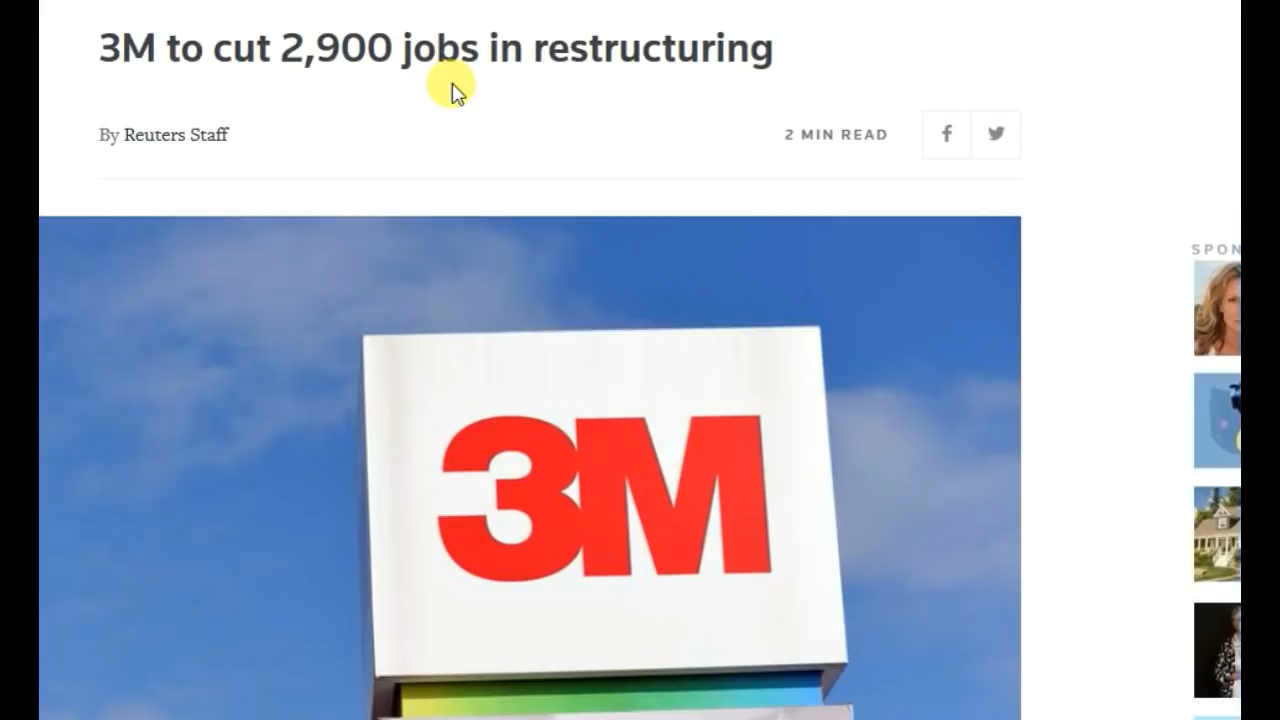 3M to cut 2,900 jobs in restructuring
By Reuters Staff
2 MIN READ
3M